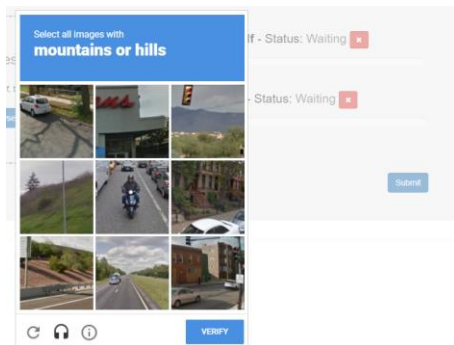 Select all images with
mountains or hills
lf - Status: Waiting
- Status: Waiting
Submit
VERIFY